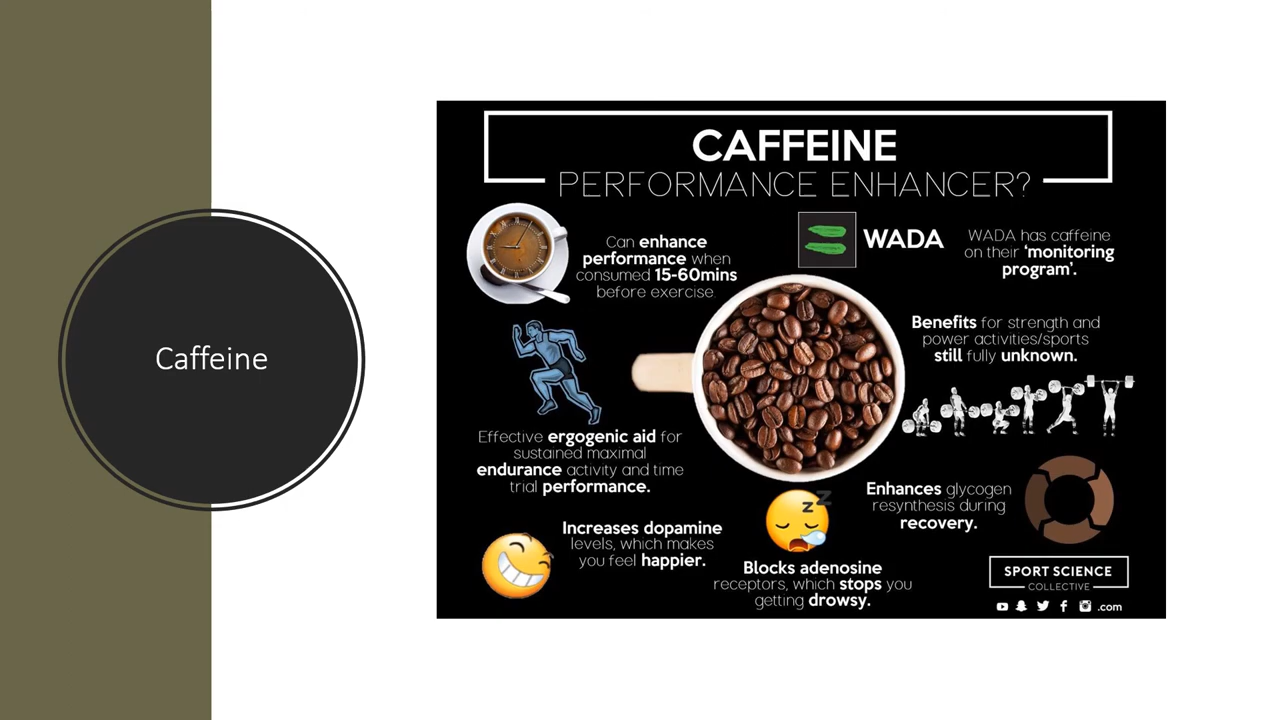 Caffeine
CAFFEINE
PERFORMANCE ENHANCER?
Can enhance
performance when
consumed 15-60mins
before exercise.
WADA
WADA has caffeine
on their 'monitoring
program'.
Benefits for strength and
power activities/sports
still fully unknown.
Effective ergogenic aid for
sustained maximal
endurance activity and time
trial performance.
Enhances glycogen
resynthesis during
recovery.
Increases dopamine
levels, which makes
you feel happier.
Blocks adenosine
receptors, which stops you
getting drowsy.
z z
SPORT SCIENCE
COLLECTIVE
.com